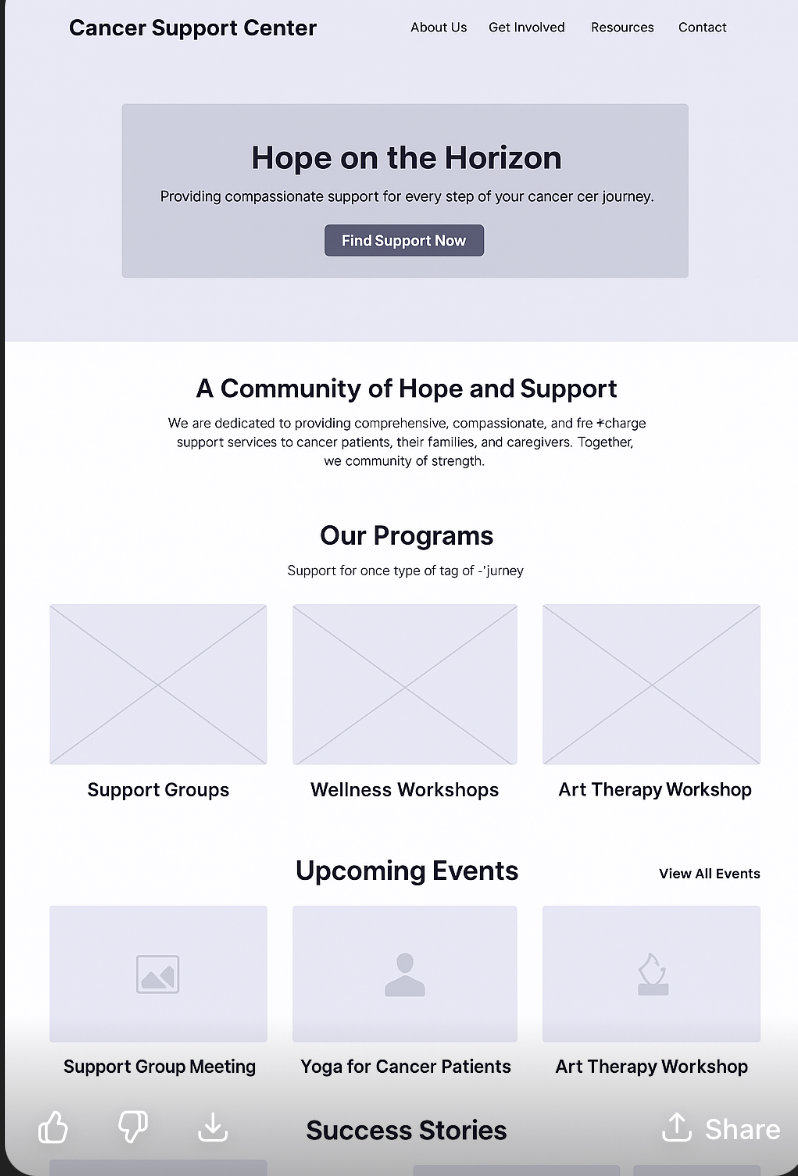 Cancer Support Center
About Us Get Involved Resources Contact
Hope on the Horizon
Providing compassionate support for every step of your cancer cer journey.
Find Support Now
A Community of Hope and Support
We are dedicated to providing comprehensive, compassionate, and fre +charge
support services to cancer patients, their families, and caregivers. Together,
we community of strength.
Our Programs
Support for once type of tag of -'jurney
Support Groups Wellness Workshops Art Therapy Workshop
Upcoming Events View All Events
Support Group Meeting Yoga for Cancer Patients Art Therapy Workshop
Success Stories
Share